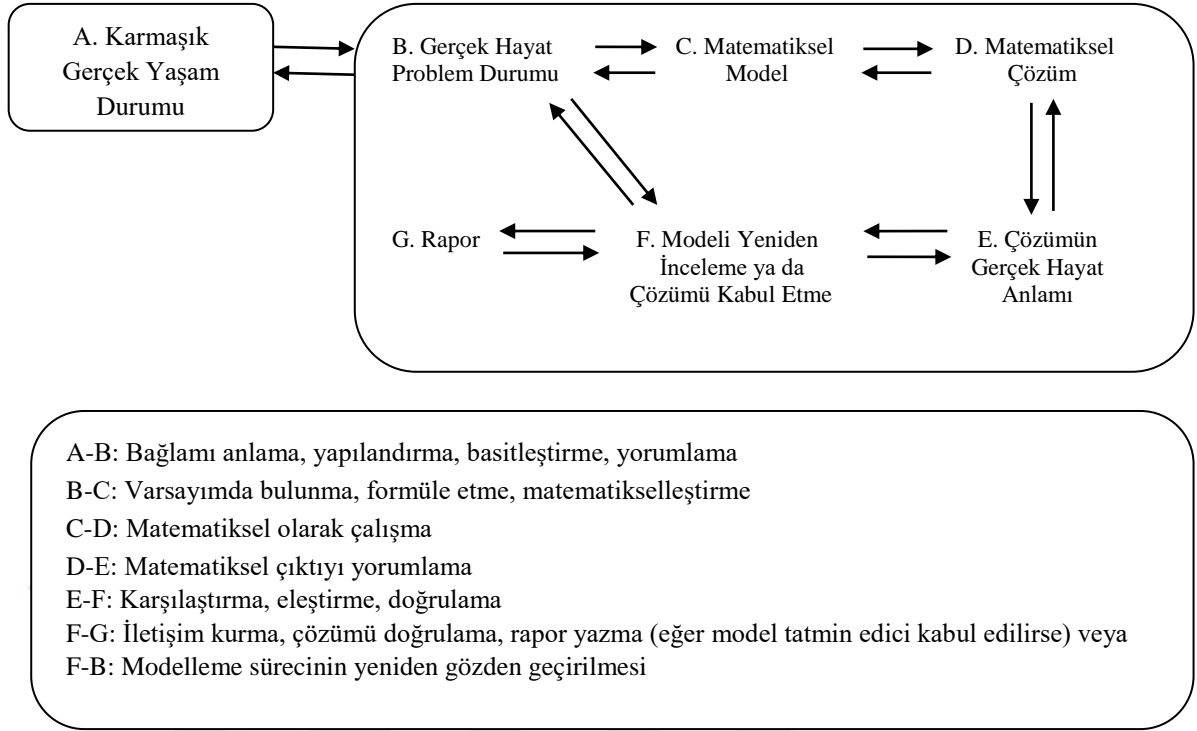 A. Karmaşık
Gerçek Yaşam
Durumu
B. Gerçek Hayat
Problem Durumu
C. Matematiksel
Model
D. Matematiksel
Çözüm
G. Rapor
F. Modeli Yeniden
İnceleme ya da
Çözümü Kabul Etme
E. Çözümün
Gerçek Hayat
Anlamı
A-B: Bağlamı anlama, yapılandırma, basitleştirme, yorumlama
B-C: Varsayımda bulunma, formüle etme, matematikselleştirme
C-D: Matematiksel olarak çalışma
D-E: Matematiksel çıktıyı yorumlama
E-F: Karşılaştırma, eleştirme, doğrulama
F-G: İletişim kurma, çözümü doğrulama, rapor yazma (eğer model tatmin edici kabul edilirse) veya
F-B: Modelleme sürecinin yeniden gözden geçirilmesi